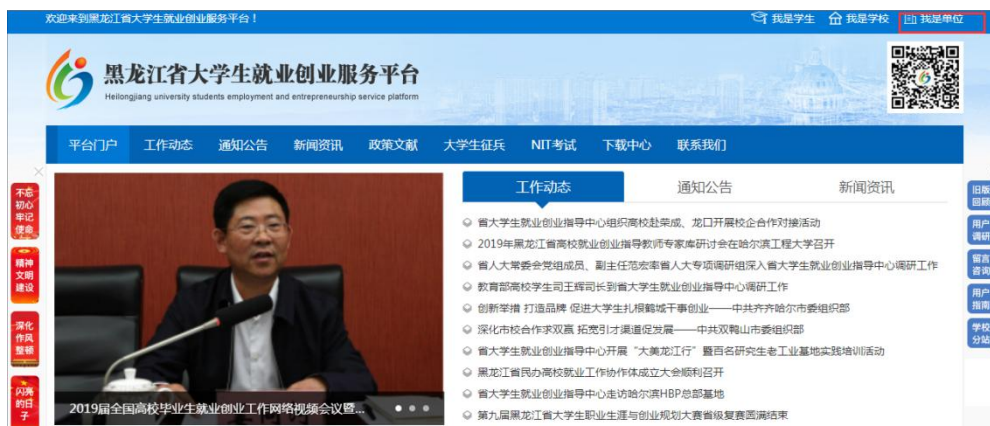 欢迎来到黑龙江省大学生就业创业服务平台！
我是学生 我是学校 我是单位
黑龙江省大学生就业创业服务平台
Heilongjiang university students employment and entrepreneurship service platform
平台门户 工作动态 通知公告 新闻资讯 政策文献 大学生征兵 NIT考试 下载中心 联系我们
不忘
初心
牢记
使命
精神
文明
建设
深化
作风
整顿
闪亮
的日
子
2019届全国高校毕业生就业创业工作网络视频会议暨...
工作动态 通知公告 新闻资讯
省大学生就业创业指导中心组织高校赴荣成、龙口开展校企合作对接活动
2019年黑龙江省高校就业创业指导教师专家库研讨会在哈尔滨工程大学召开
省人大常委会党组成员、副主任范宏率省人大专项调研组深入省大学生就业创业指导中心调研工作
教育部高校学生司王辉司长到省大学生就业创业指导中心调研工作
创新举措 打造品牌 促进大学生扎根鹤城干事创业——中共齐齐哈尔市委组织部
深化市校合作求双赢 拓宽引才渠道促发展——中共双鸭山市委组织部
省大学生就业创业指导中心开展“大美龙江行”暨百名研究生老工业基地实践培训活动
黑龙江省民办高校就业工作协作体成立大会顺利召开
省大学生就业创业指导中心走访哈尔滨HBP总部基地
第九届黑龙江省大学生职业生涯与创业规划大赛省级复赛圆满结束
旧版
回顾
用户
调研
留言
咨询
用户
指南
学校
分站